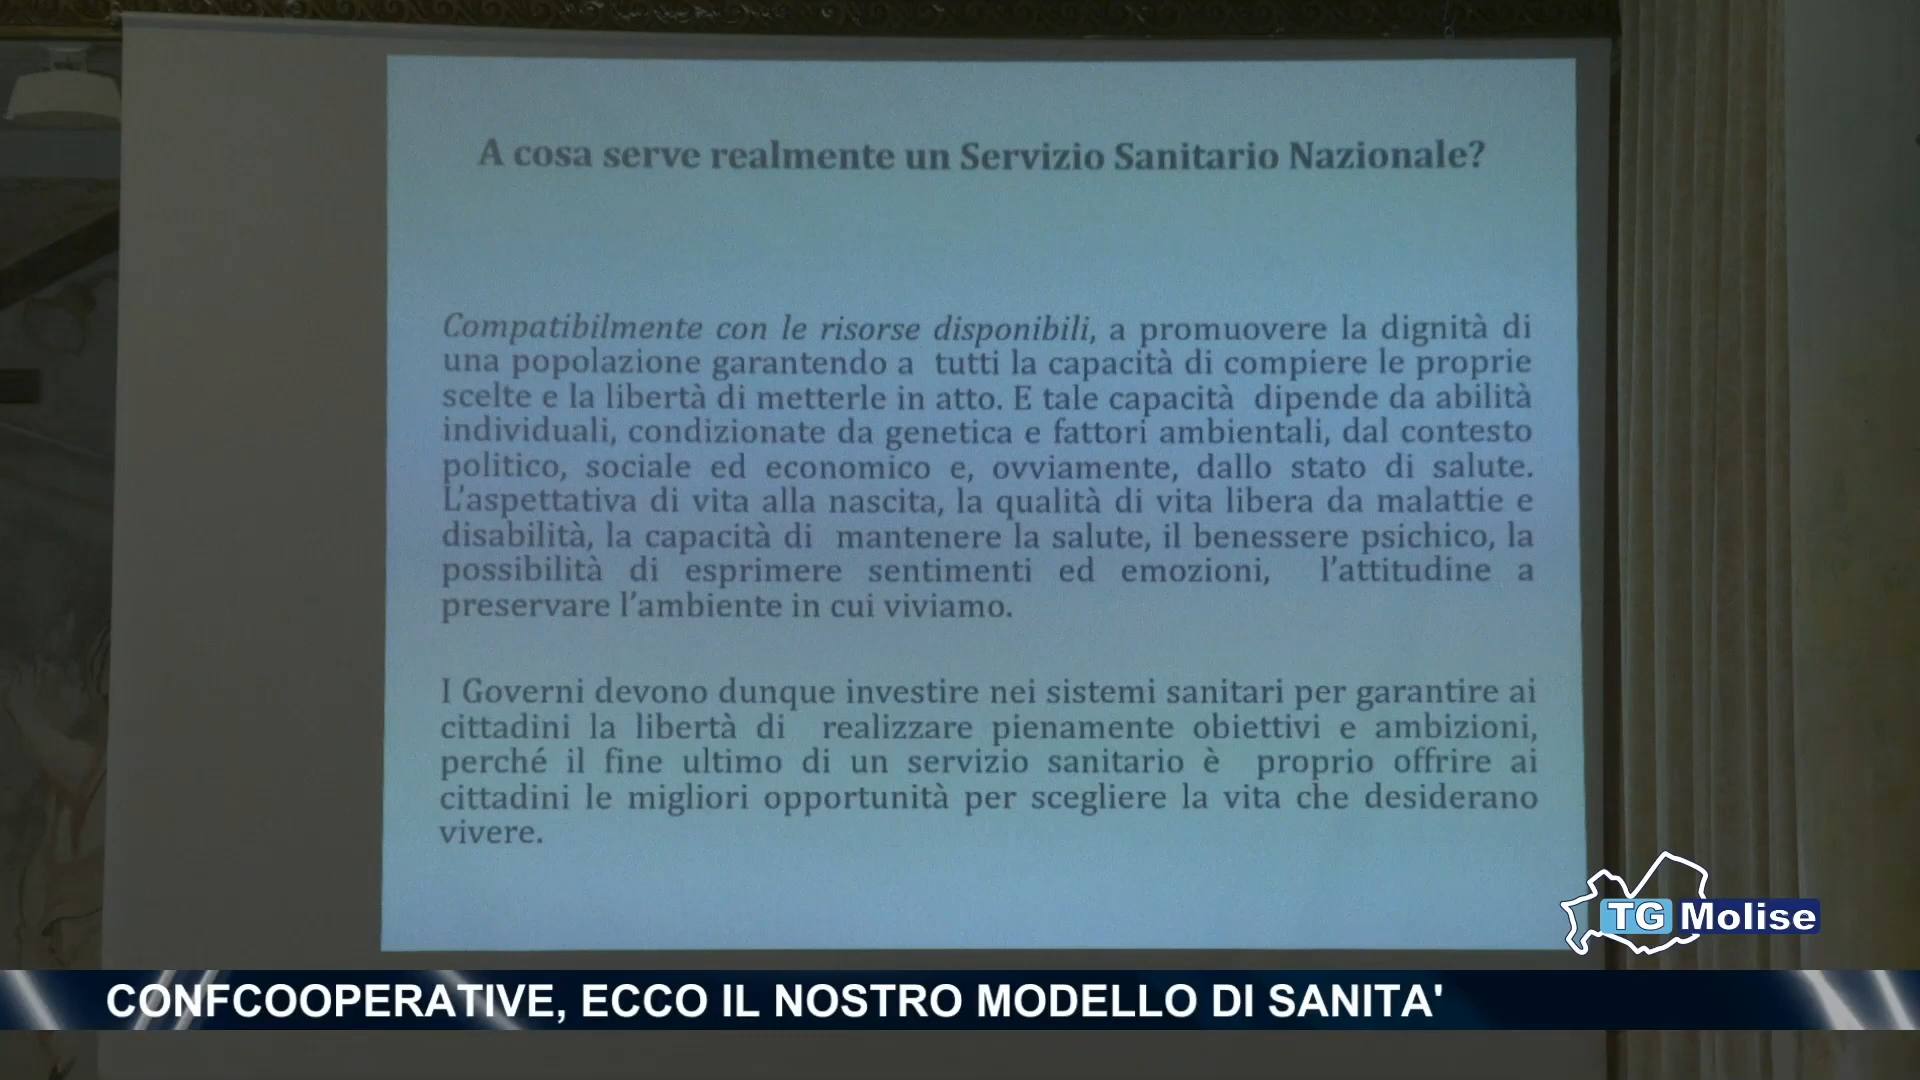 A cosa serve realmente un Servizio Sanitario Nazionale?
Compatibilmente con le risorse disponibili, a promuovere la dignità di
una popolazione garantendo a tutti la capacità di compiere le proprie
scelte e la libertà di metterle in atto. E tale capacità dipende da abilità
individuali, condizionate da genetica e fattori ambientali, dal contesto
politico, sociale ed economico e, ovviamente, dallo stato di salute.
L'aspettativa di vita alla nascita, la qualità di vita libera da malattie e
disabilità, la capacità di mantenere la salute, il benessere psichico, la
possibilità di esprimere sentimenti ed emozioni, l'attitudine a
preservare l'ambiente in cui viviamo.
I Governi devono dunque investire nei sistemi sanitari per garantire ai
cittadini la libertà di realizzare pienamente obiettivi e ambizioni,
perché il fine ultimo di un servizio sanitario è proprio offrire ai
cittadini le migliori opportunità per scegliere la vita che desiderano
vivere.
TG Molise
CONFCOOPERATIVE, ECCO IL NOSTRO MODELLO DI SANITA'